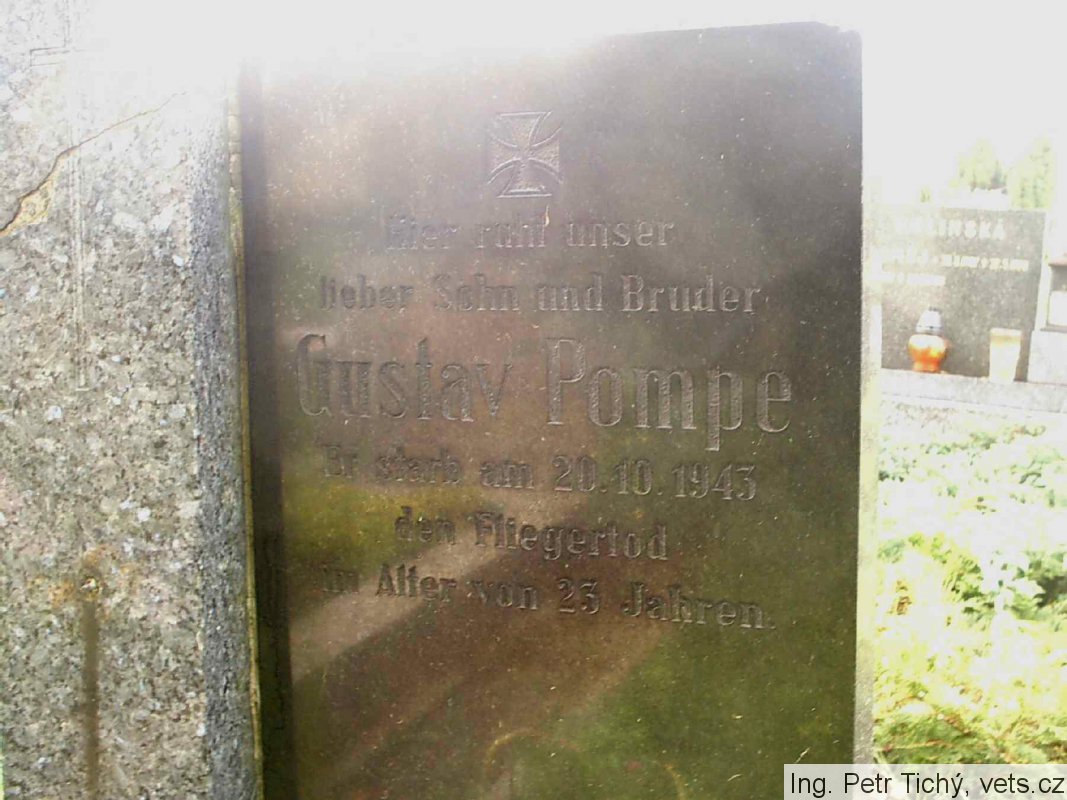 Hier ruht unser
lieber Sohn und Bruder
Gustav Pompe
Er starb am 20.10.1943
den Fliegertod
im Alter von 23 Jahren.
Ing. Petr Tichý, vets.cz